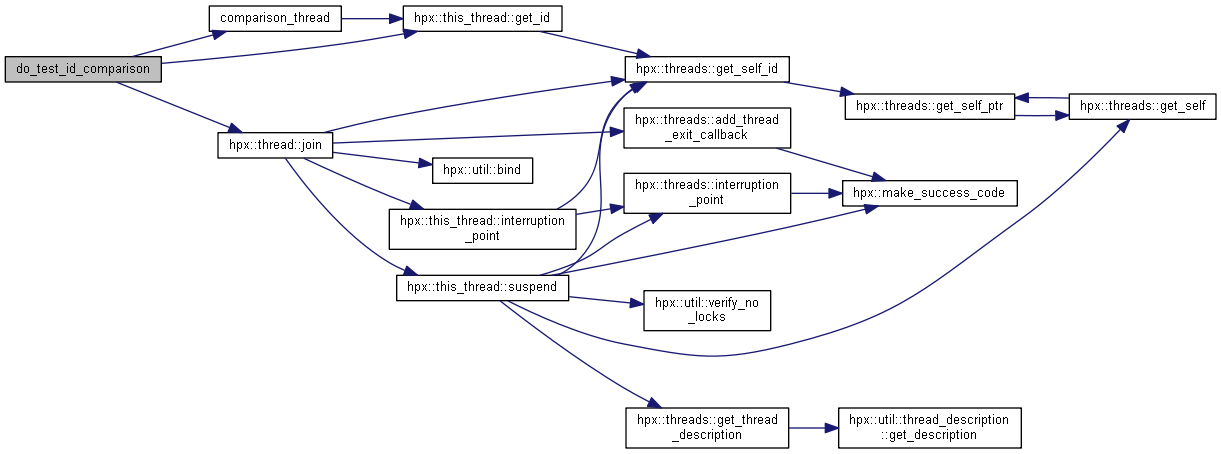 do_test_id_comparison
comparison_thread
hpx::this_thread::get_id
hpx::thread::join
hpx::threads::get_self_id
hpx::threads::add_thread
_exit_callback
hpx::util::bind
hpx::this_thread::interruption
_point
hpx::threads::interruption
_point
hpx::this_thread::suspend
hpx::util::verify_no
_locks
hpx::threads::get_thread
_description
hpx::threads::get_self_ptr
hpx::threads::get_self
hpx::make_success_code
hpx::util::thread_description
::get_description